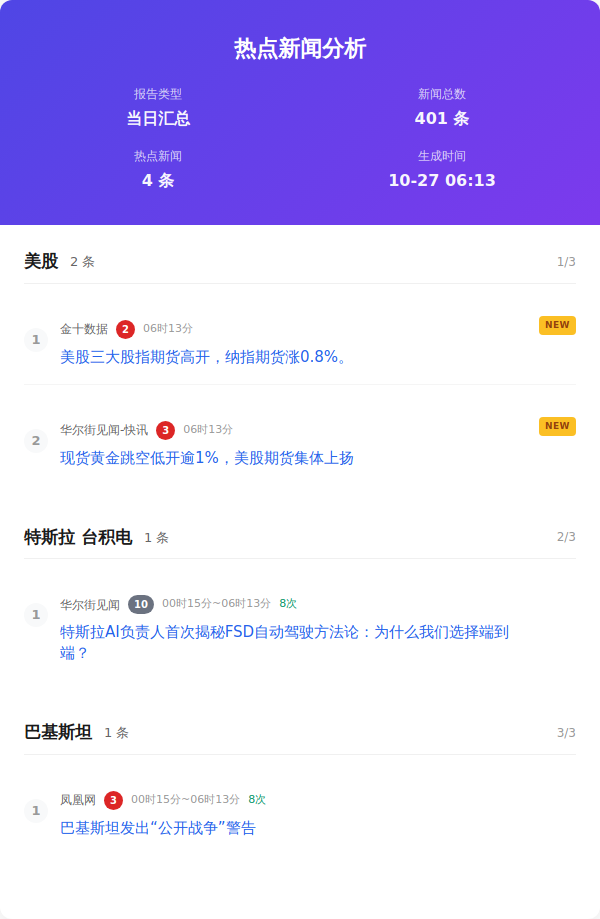 热点新闻分析
报告类型
新闻总数
当日汇总
401 条
热点新闻
生成时间
4 条
10-27 06:13
美股 2 条 1/3
1 金十数据 2 06时13分 NEW
美股三大股指期货高开，纳指期货涨0.8%。
2 华尔街见闻-快讯 3 06时13分 NEW
现货黄金跳空低开逾1%，美股期货集体上扬
特斯拉 台积电 1 条 2/3
1 华尔街见闻 10 00时15分~06时13分 8次
特斯拉AI负责人首次揭秘FSD自动驾驶方法论：为什么我们选择端到
端？
巴基斯坦 1 条 3/3
1 凤凰网 3 00时15分~06时13分 8次
巴基斯坦发出“公开战争”警告